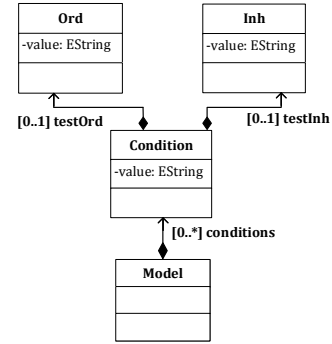 Ord
Inh
-value: EString
-value: EString
[0..1] testOrd
[0..1] testInh
Condition
-value: EString
[0..*] conditions
Model